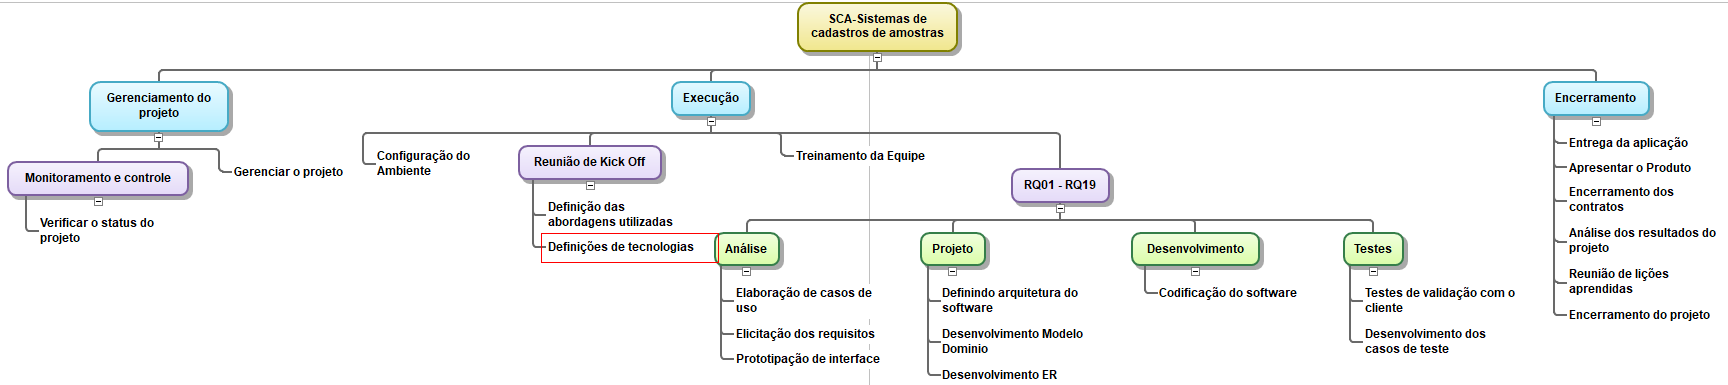 SCA-Sistemas de
cadastros de amostras
Gerenciamento do
projeto
Monitoramento e controle
Verificar o status do
projeto
Gerenciar o projeto
Execução
Configuração do
Ambiente
Reunião de Kick Off
Definição das
abordagens utilizadas
Definições de tecnologias
Treinamento da Equipe
RQ01 - RQ19
Análise
Elaboração de casos de
uso
Elicitação dos requisitos
Prototipação de interface
Projeto
Definindo arquitetura do
software
Desenvolvimento Modelo
Dominio
Desenvolvimento ER
Desenvolvimento
Codificação do software
Testes
Testes de validação com o
cliente
Desenvolvimento dos
casos de teste
Encerramento
Entrega da aplicação
Apresentar o Produto
Encerramento dos
contratos
Análise dos resultados do
projeto
Reunião de lições
aprendidas
Encerramento do projeto